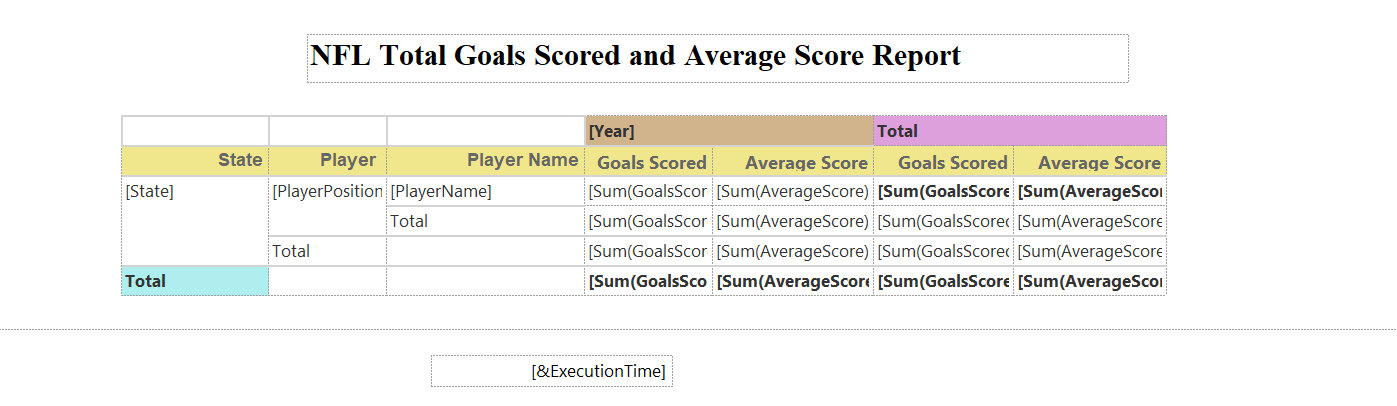 NFL Total Goals Scored and Average Score Report
[Year] Total
State Player Player Name Goals Scored Average Score Goals Scored Average Score
[State] [PlayerPosition [PlayerName] [Sum(GoalsScor [Sum(AverageScore) [Sum(GoalsScore [Sum(AverageScor
Total [Sum(GoalsScor [Sum(AverageScore) [Sum(GoalsScored [Sum(AverageScore
Total [Sum(GoalsScor [Sum(AverageScore) [Sum(GoalsScored [Sum(AverageScore
Total [Sum(GoalsSco [Sum(AverageScore [Sum(GoalsScore [Sum(AverageScor
[&ExecutionTime]